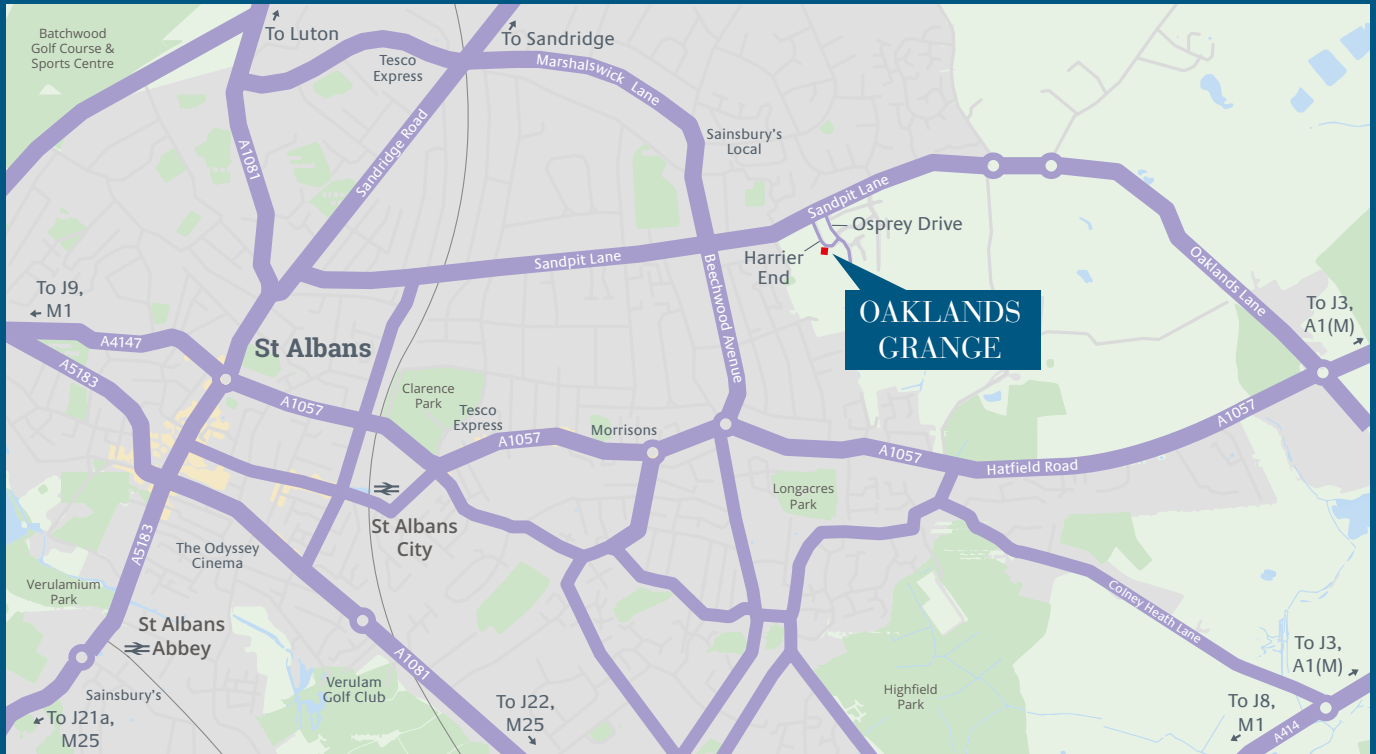 Batchwood
Golf Course &
Sports Centre
To Luton
To Sandridge
Tesco
Express
Marshalswick Lane
A1081
Sandridge Road
Sainsbury's
Local
Sandpit Lane
Osprey Drive
Harrier
End
Sandpit Lane
Beechwood Avenue
Oaklands Lane
OAKLANDS
GRANGE
To J9,
M1
To J3,
A1(M)
A4147
A5183
St Albans
A1057
Clarence
Park
Tesco
Express
A1057
Morrisons
A1057
Hatfield Road
A1057
Longacres
Park
St Albans
City
A5183
The Odyssey
Cinema
Verulamium
Park
St Albans
Abbey
Sainsbury's
To J21a,
M25
A1081
Verulam
Golf Club
To J22,
M25
Colney Heath Lane
Highfield
Park
To J3,
A1(M)
To J8,
M1
A414